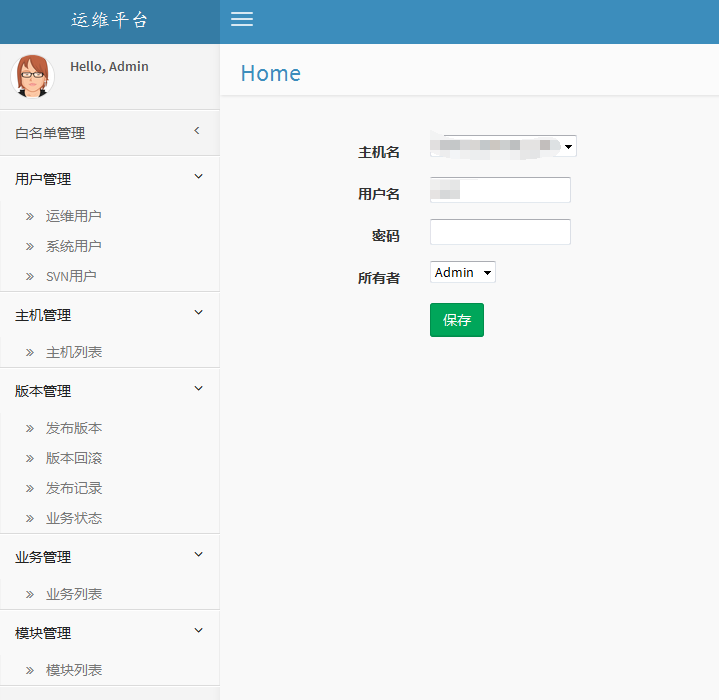 运维平台
Hello, Admin
白名单管理
用户管理
运维用户
系统用户
SVN用户
主机管理
主机列表
版本管理
发布版本
版本回滚
发布记录
业务状态
业务管理
业务列表
模块管理
模块列表
Home
主机名
用户名
密码
所有者 Admin
保存